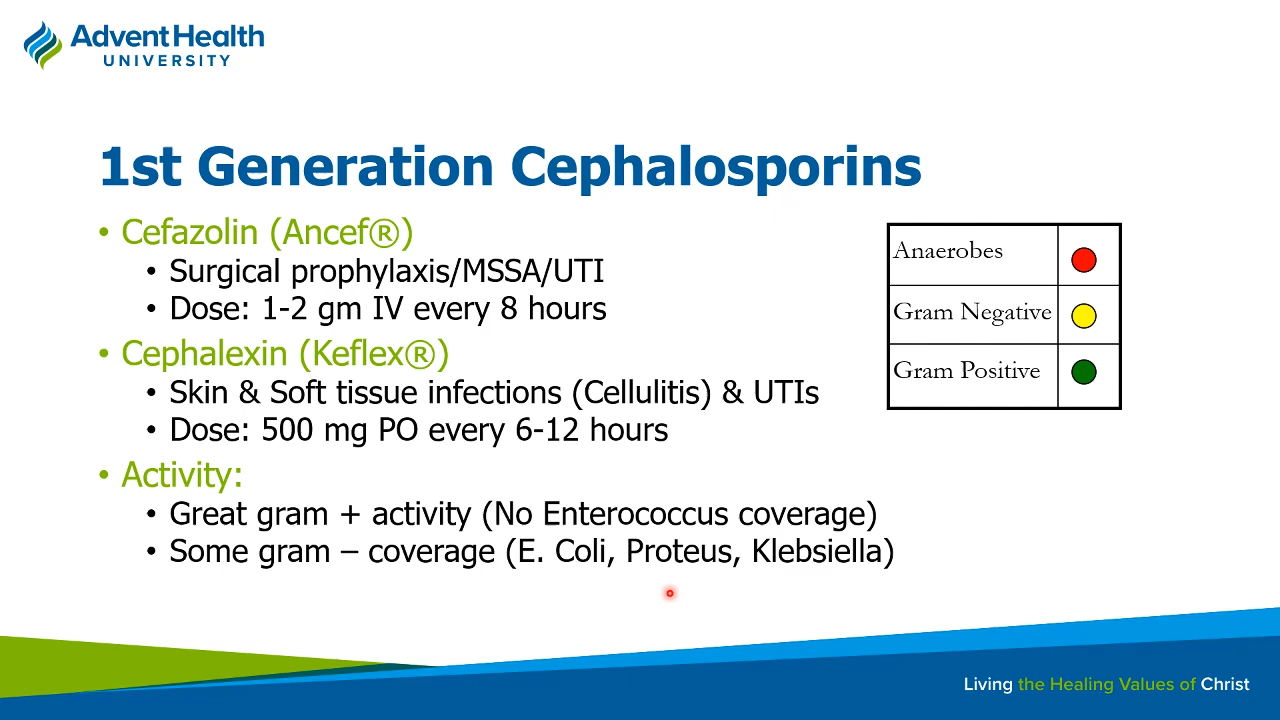 AdventHealth
UNIVERSITY
1st Generation Cephalosporins
• Cefazolin (Ancef®)
• Surgical prophylaxis/MSSA/UTI
• Dose: 1-2 gm IV every 8 hours
• Cephalexin (Keflex®)
• Skin & Soft tissue infections (Cellulitis) & UTIs
• Dose: 500 mg PO every 6-12 hours
• Activity:
• Great gram + activity (No Enterococcus coverage)
• Some gram – coverage (E. Coli, Proteus, Klebsiella)
Anaerobes
Gram Negative
Gram Positive
Living the Healing Values of Christ